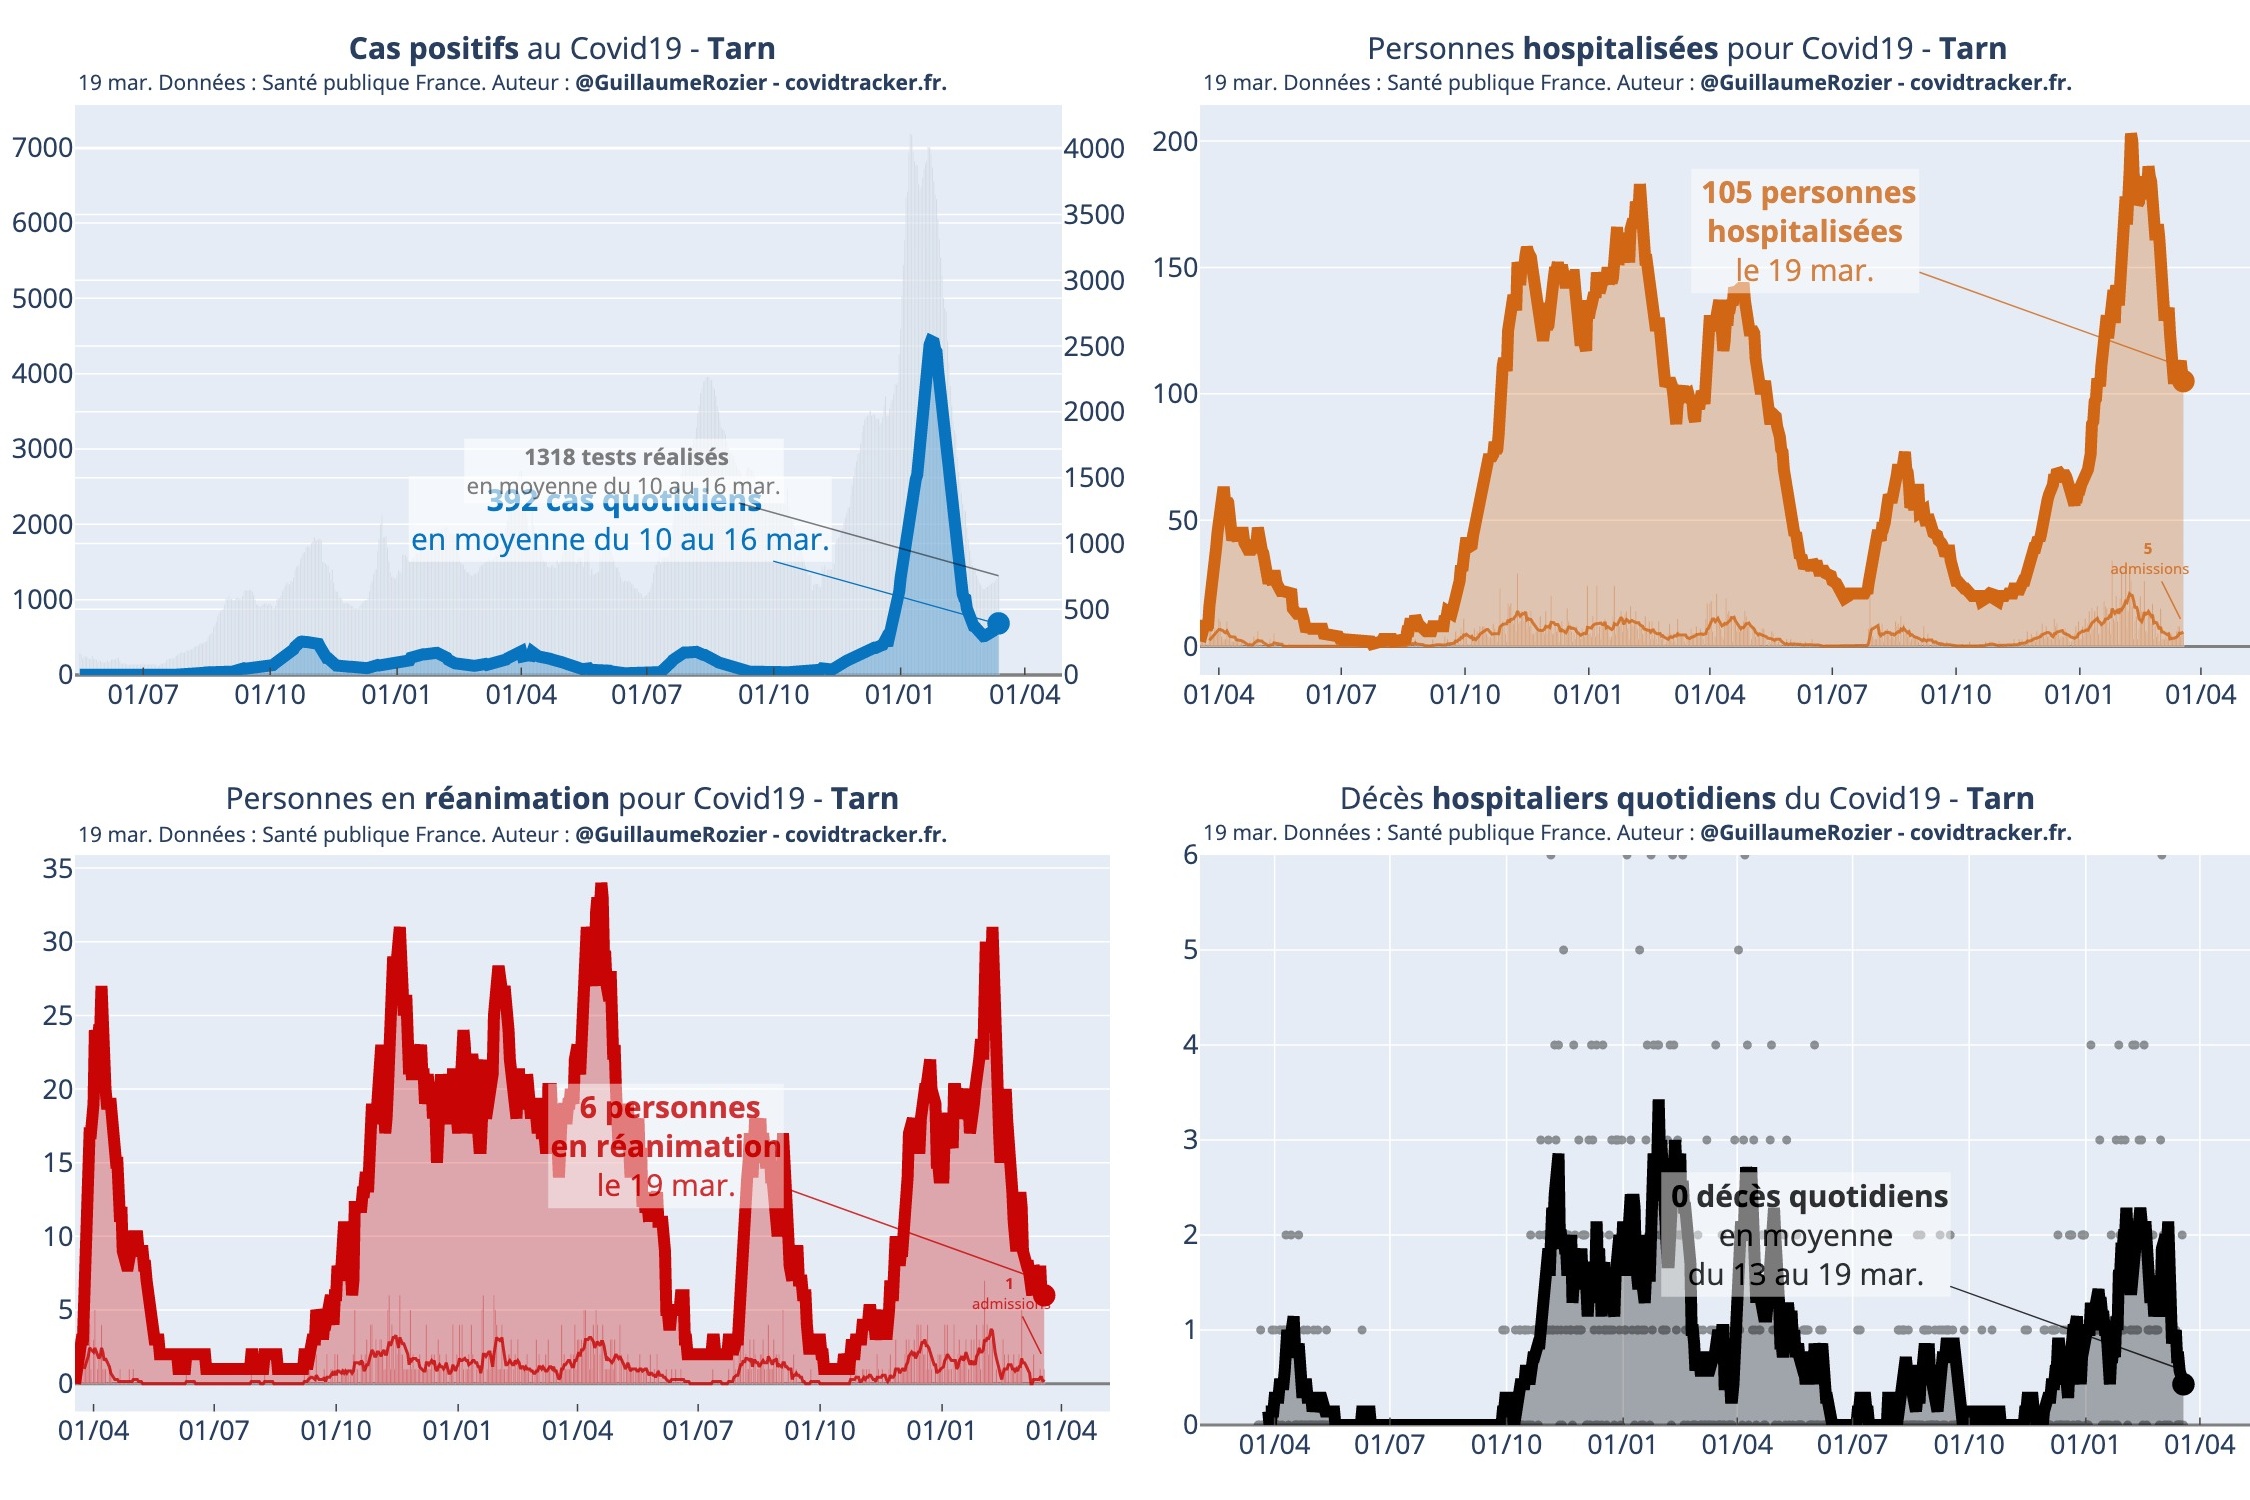 Cas positifs au Covid19 - Tarn
19 mar. Données : Santé publique France. Auteur : @GuillaumeRozier - covidtracker.fr.
7000
6000
5000
4000
3000
2000
1000
0
4000
3500
3000
2500
2000
1500
1000
500
0
1318 tests réalisés
en moyenne du 10 au 16 mar.
392 cas quotidiens
en moyenne du 10 au 16 mar.
01/07 01/10 01/01 01/04 01/07 01/10 01/01 01/04
Personnes hospitalisées pour Covid19 - Tarn
19 mar. Données : Santé publique France. Auteur : @GuillaumeRozier - covidtracker.fr.
200
150
100
50
0
105 personnes
hospitalisées
le 19 mar.
5
admissions
01/04 01/07 01/10 01/01 01/04 01/07 01/10 01/01 01/04
Personnes en réanimation pour Covid19 - Tarn
19 mar. Données : Santé publique France. Auteur : @GuillaumeRozier - covidtracker.fr.
35
30
25
20
15
10
5
0
6 personnes
en réanimation
le 19 mar.
1
admissions
01/04 01/07 01/10 01/01 01/04 01/07 01/10 01/01 01/04
Décès hospitaliers quotidiens du Covid19 - Tarn
19 mar. Données : Santé publique France. Auteur : @GuillaumeRozier - covidtracker.fr.
6
5
4
3
2
1
0
0 décès quotidiens
en moyenne
du 13 au 19 mar.
01/04 01/07 01/10 01/01 01/04 01/07 01/10 01/01 01/04